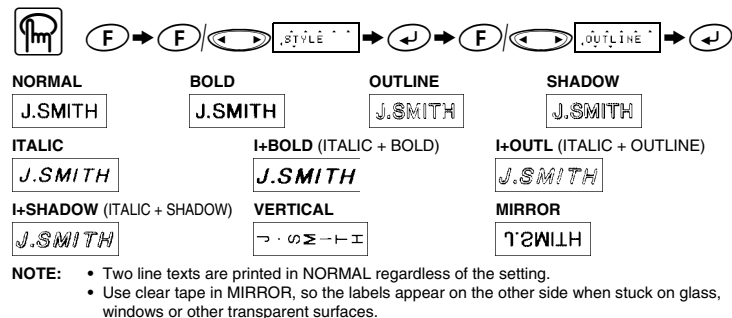 F F/ STYLE F/ OUTLINE
NORMAL BOLD OUTLINE SHADOW
J.SMITH J.SMITH J.SMITH J.SMITH
ITALIC I+BOLD (ITALIC + BOLD) I+OUTL (ITALIC + OUTLINE)
J.SMITH J.SMITH J.SMITH
I+SHADOW (ITALIC + SHADOW) VERTICAL MIRROR
J.SMITH J.SMITH J.SMITH
NOTE: • Two line texts are printed in NORMAL regardless of the setting.
• Use clear tape in MIRROR, so the labels appear on the other side when stuck on glass,
windows or other transparent surfaces.